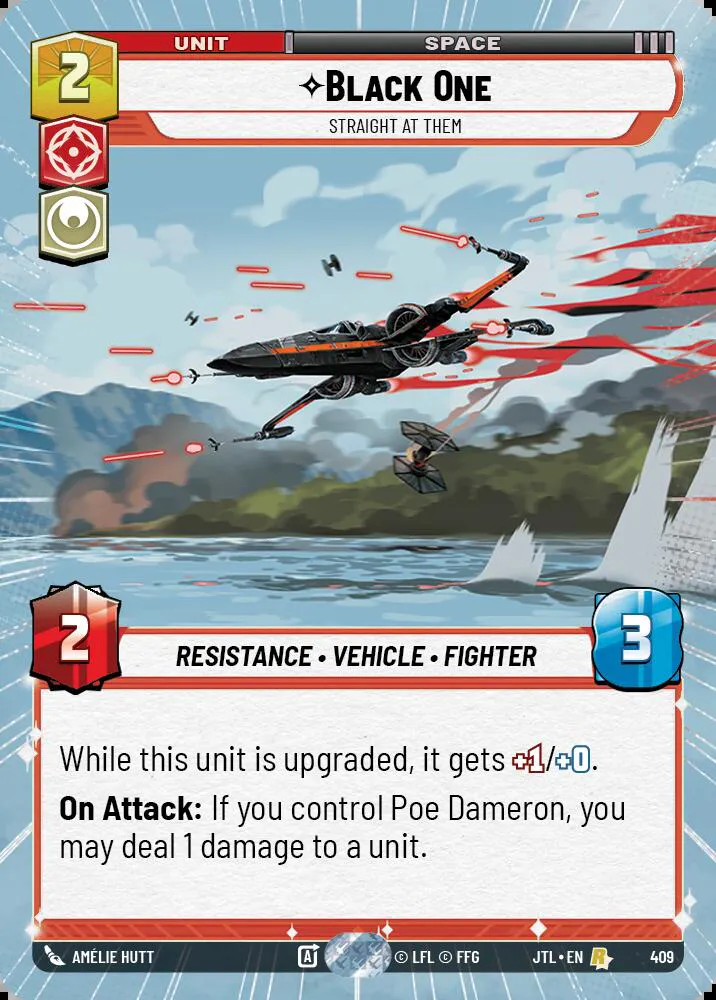 UNIT
SPACE
2
BLACK ONE
STRAIGHT AT THEM
2
RESISTANCE • VEHICLE • FIGHTER
3
While this unit is upgraded, it gets +1/+0.
On Attack: If you control Poe Dameron, you
may deal 1 damage to a unit.
AMÉLIE HUTT
A
© LFL © FFG
JTL • EN
R
409